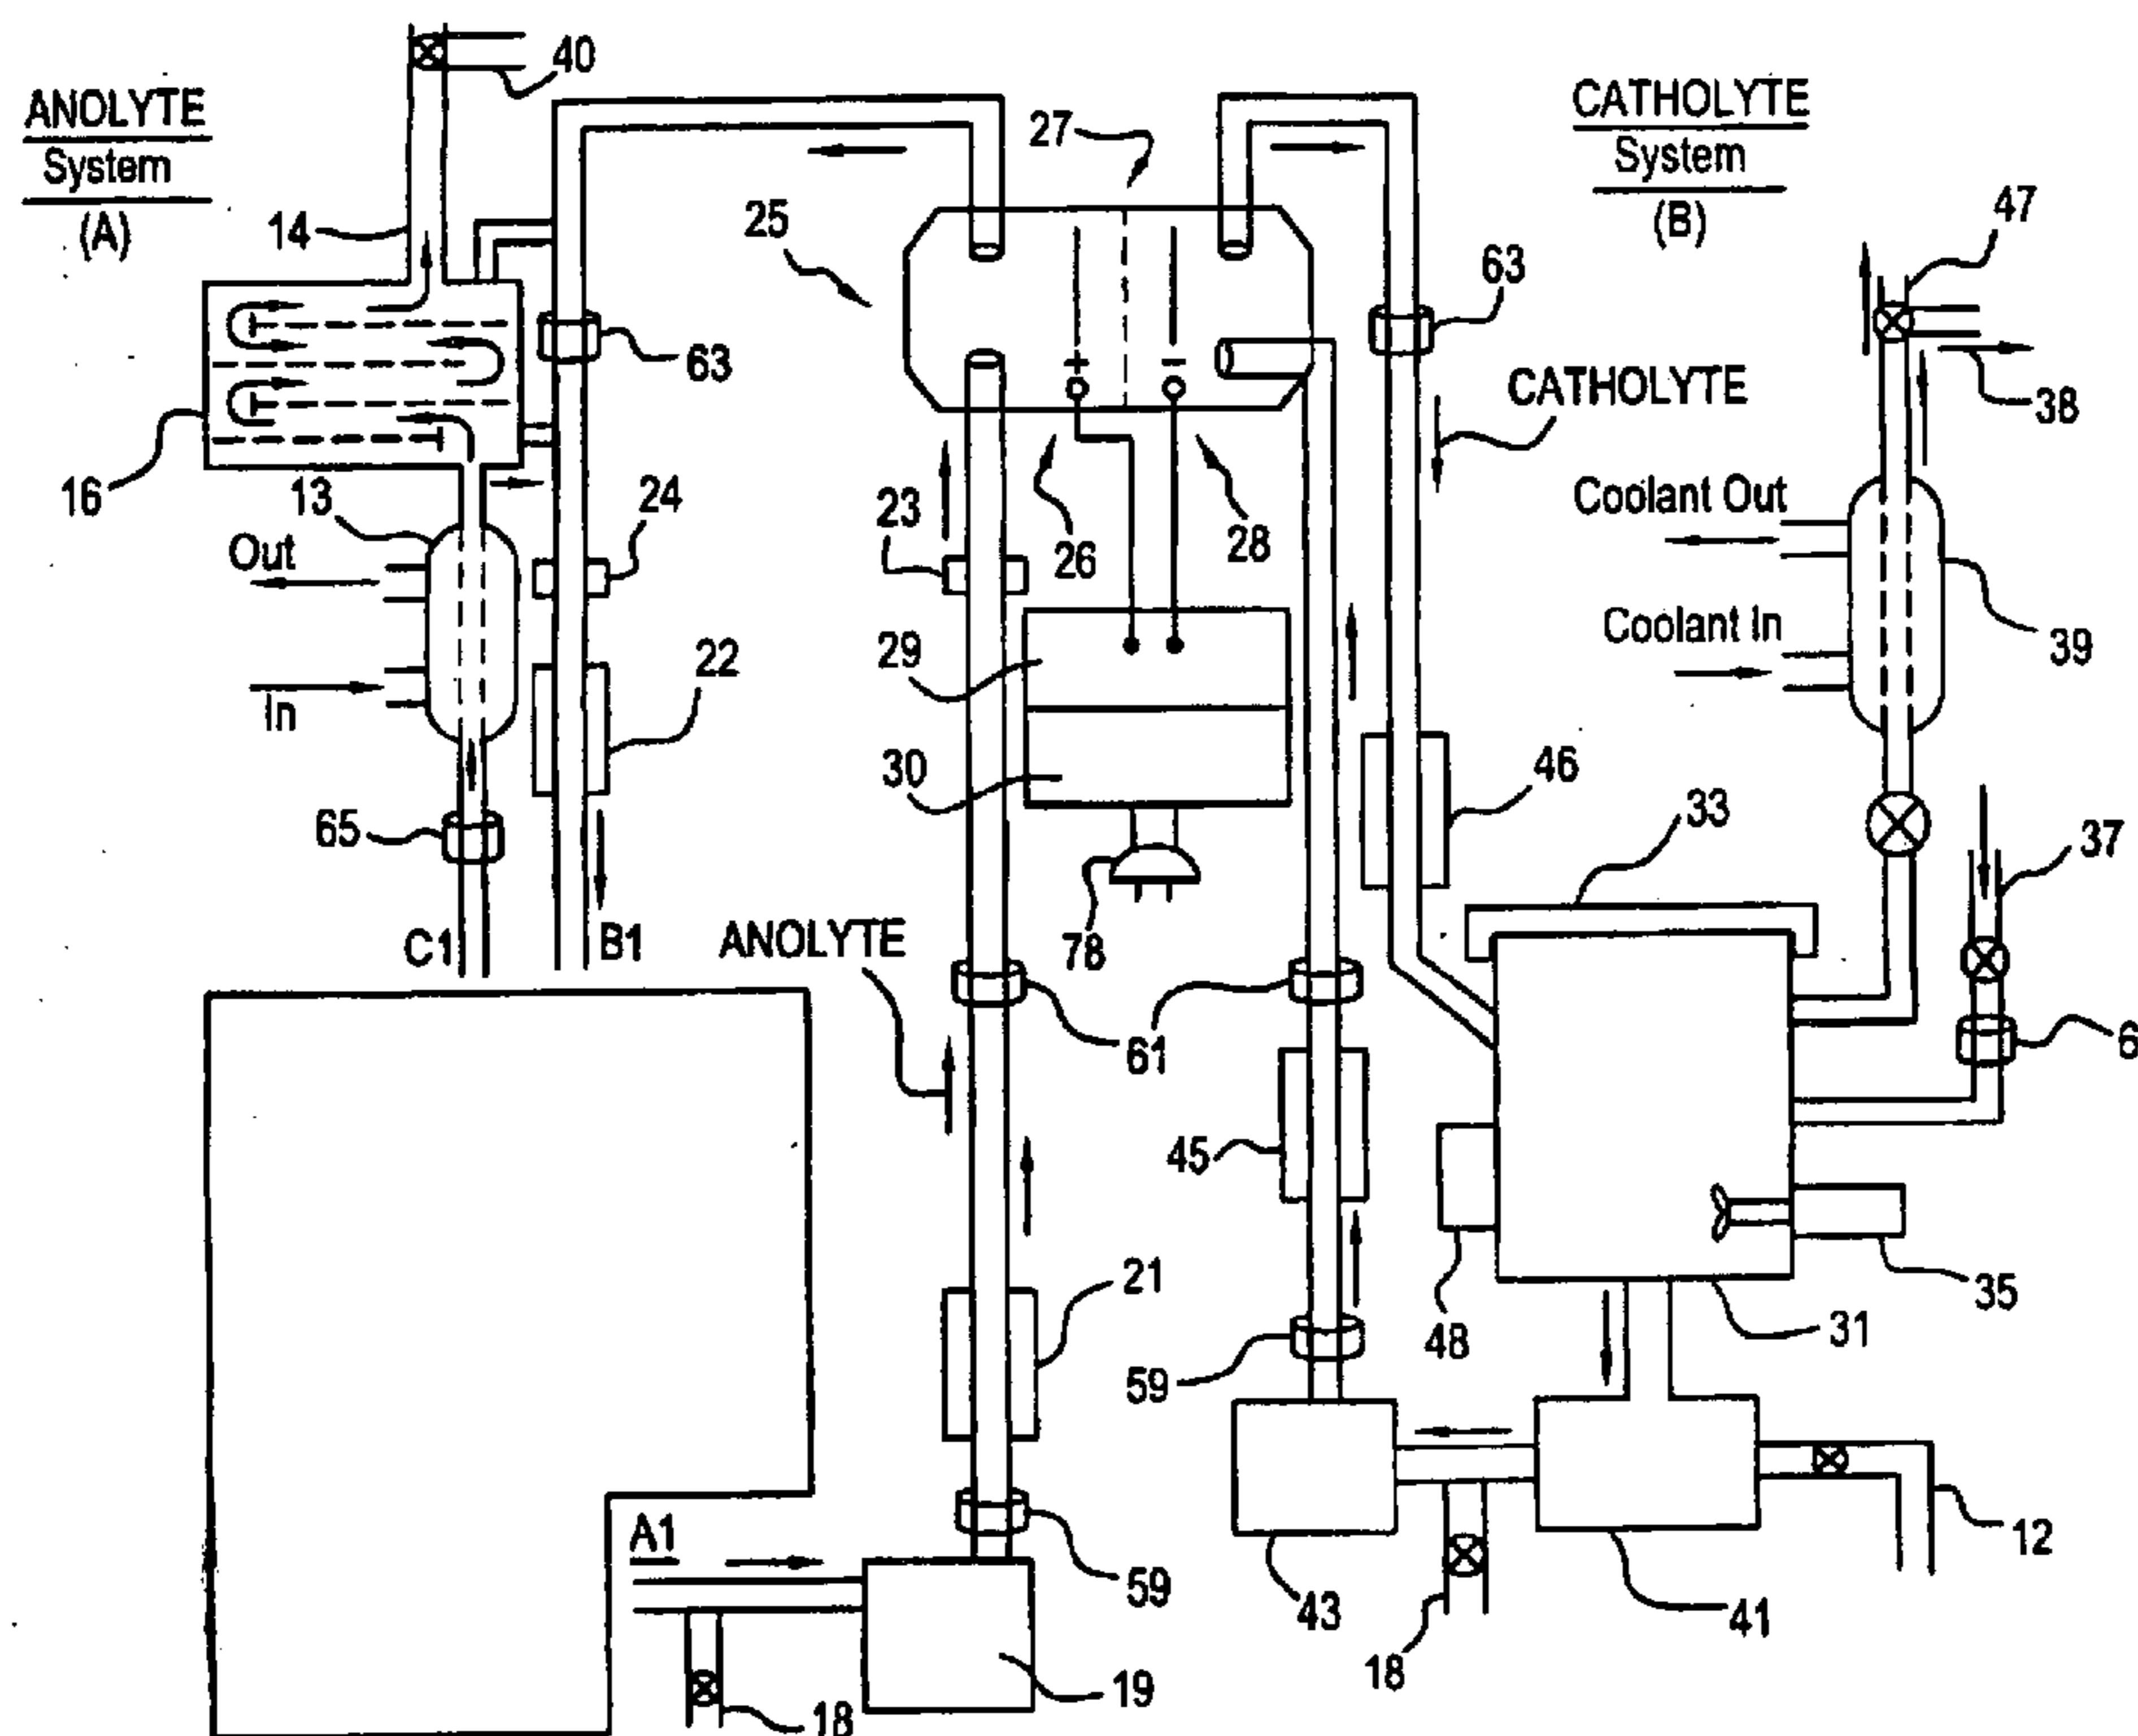 40
ANOLYTE
System
(A)
CATHOLYTE
System
(B)
27
47
14
25
63
63
CATHOLYTE
38
16
13
24
23
26
28
Coolant Out
Out
Coolant In
39
In
22
29
30
46
65
33
37
C1
B1
ANOLYTE
78
61
6
45
21
48
35
31
59
A1
59
43
18
41
12
18
19